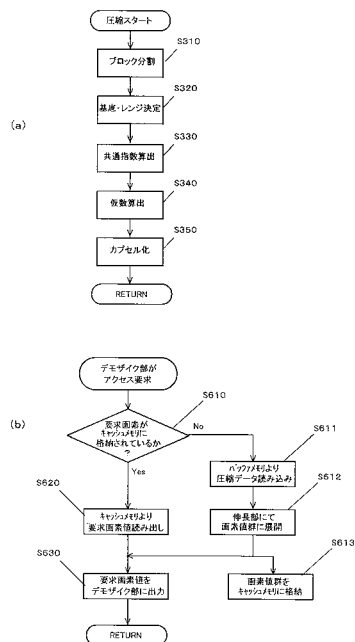 (a)
圧縮スタート
S310
ブロック分割
S320
基底・レンジ決定
S330
共通指数算出
S340
仮数算出
S350
カプセル化
RETURN
(b)
デモザイク部が
アクセス要求
S610
要求画素が
キャッシュメモリに
格納されているか
?
No
Yes
S611
バッファメモリより
圧縮データ読み込み
S612
伸長部にて
画素値群に展開
S620
キャッシュメモリより
要求画素値読み出し
S613
画素値群を
キャッシュメモリに格納
S630
要求画素値を
デモザイク部に出力
RETURN